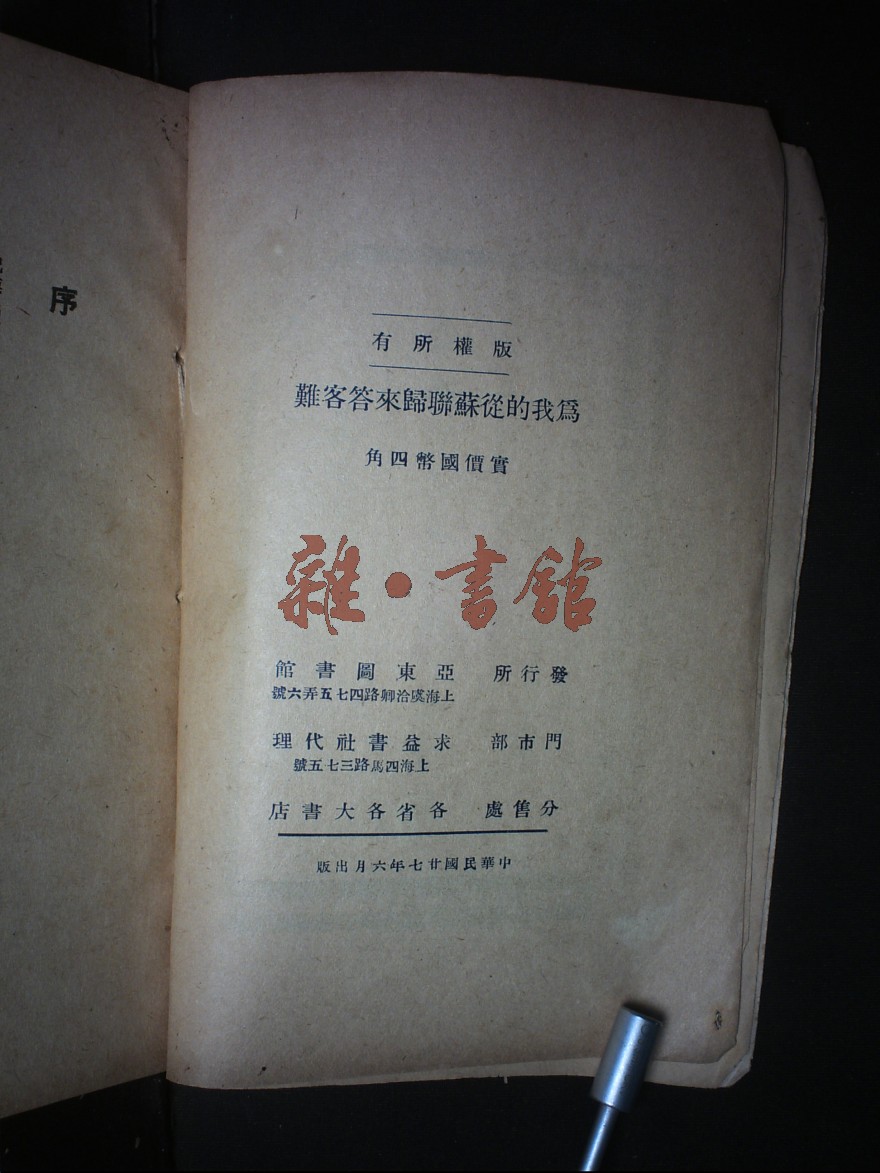 序
版權所有
爲我的從蘇聯歸來答客難
實價國幣四角
雜·書館
發行所 亞東圖書館
上海虞洽卿路四七五弄六號
門市部 求益書社代理
上海四馬路三七五號
分售處 各省各大書店
中華民國廿七年六月出版